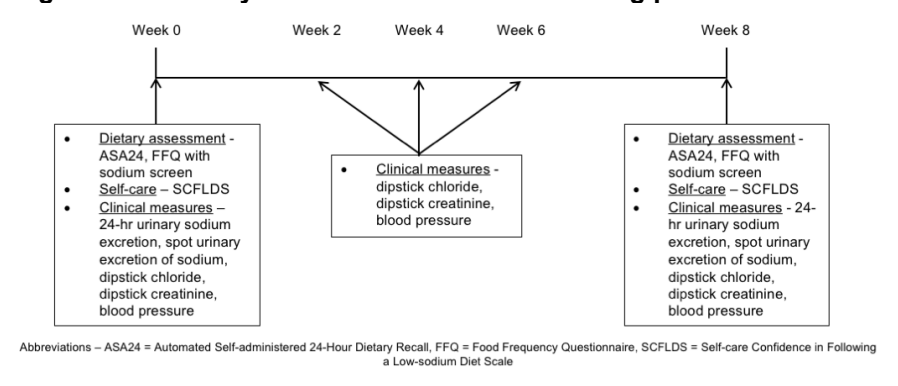 Week 0
Week 2
Week 4
Week 6
Week 8
• Dietary assessment -
ASA24, FFQ with
sodium screen
• Self-care – SCFLDS
• Clinical measures –
24-hr urinary sodium
excretion, spot urinary
excretion of sodium,
dipstick chloride,
dipstick creatinine,
blood pressure
• Clinical measures -
dipstick chloride,
dipstick creatinine,
blood pressure
• Dietary assessment -
ASA24, FFQ with
sodium screen
• Self-care – SCFLDS
• Clinical measures - 24-
hr urinary sodium
excretion, spot urinary
excretion of sodium,
dipstick chloride,
dipstick creatinine,
blood pressure
Abbreviations – ASA24 = Automated Self-administered 24-Hour Dietary Recall, FFQ = Food Frequency Questionnaire, SCFLDS = Self-care Confidence in Following
a Low-sodium Diet Scale